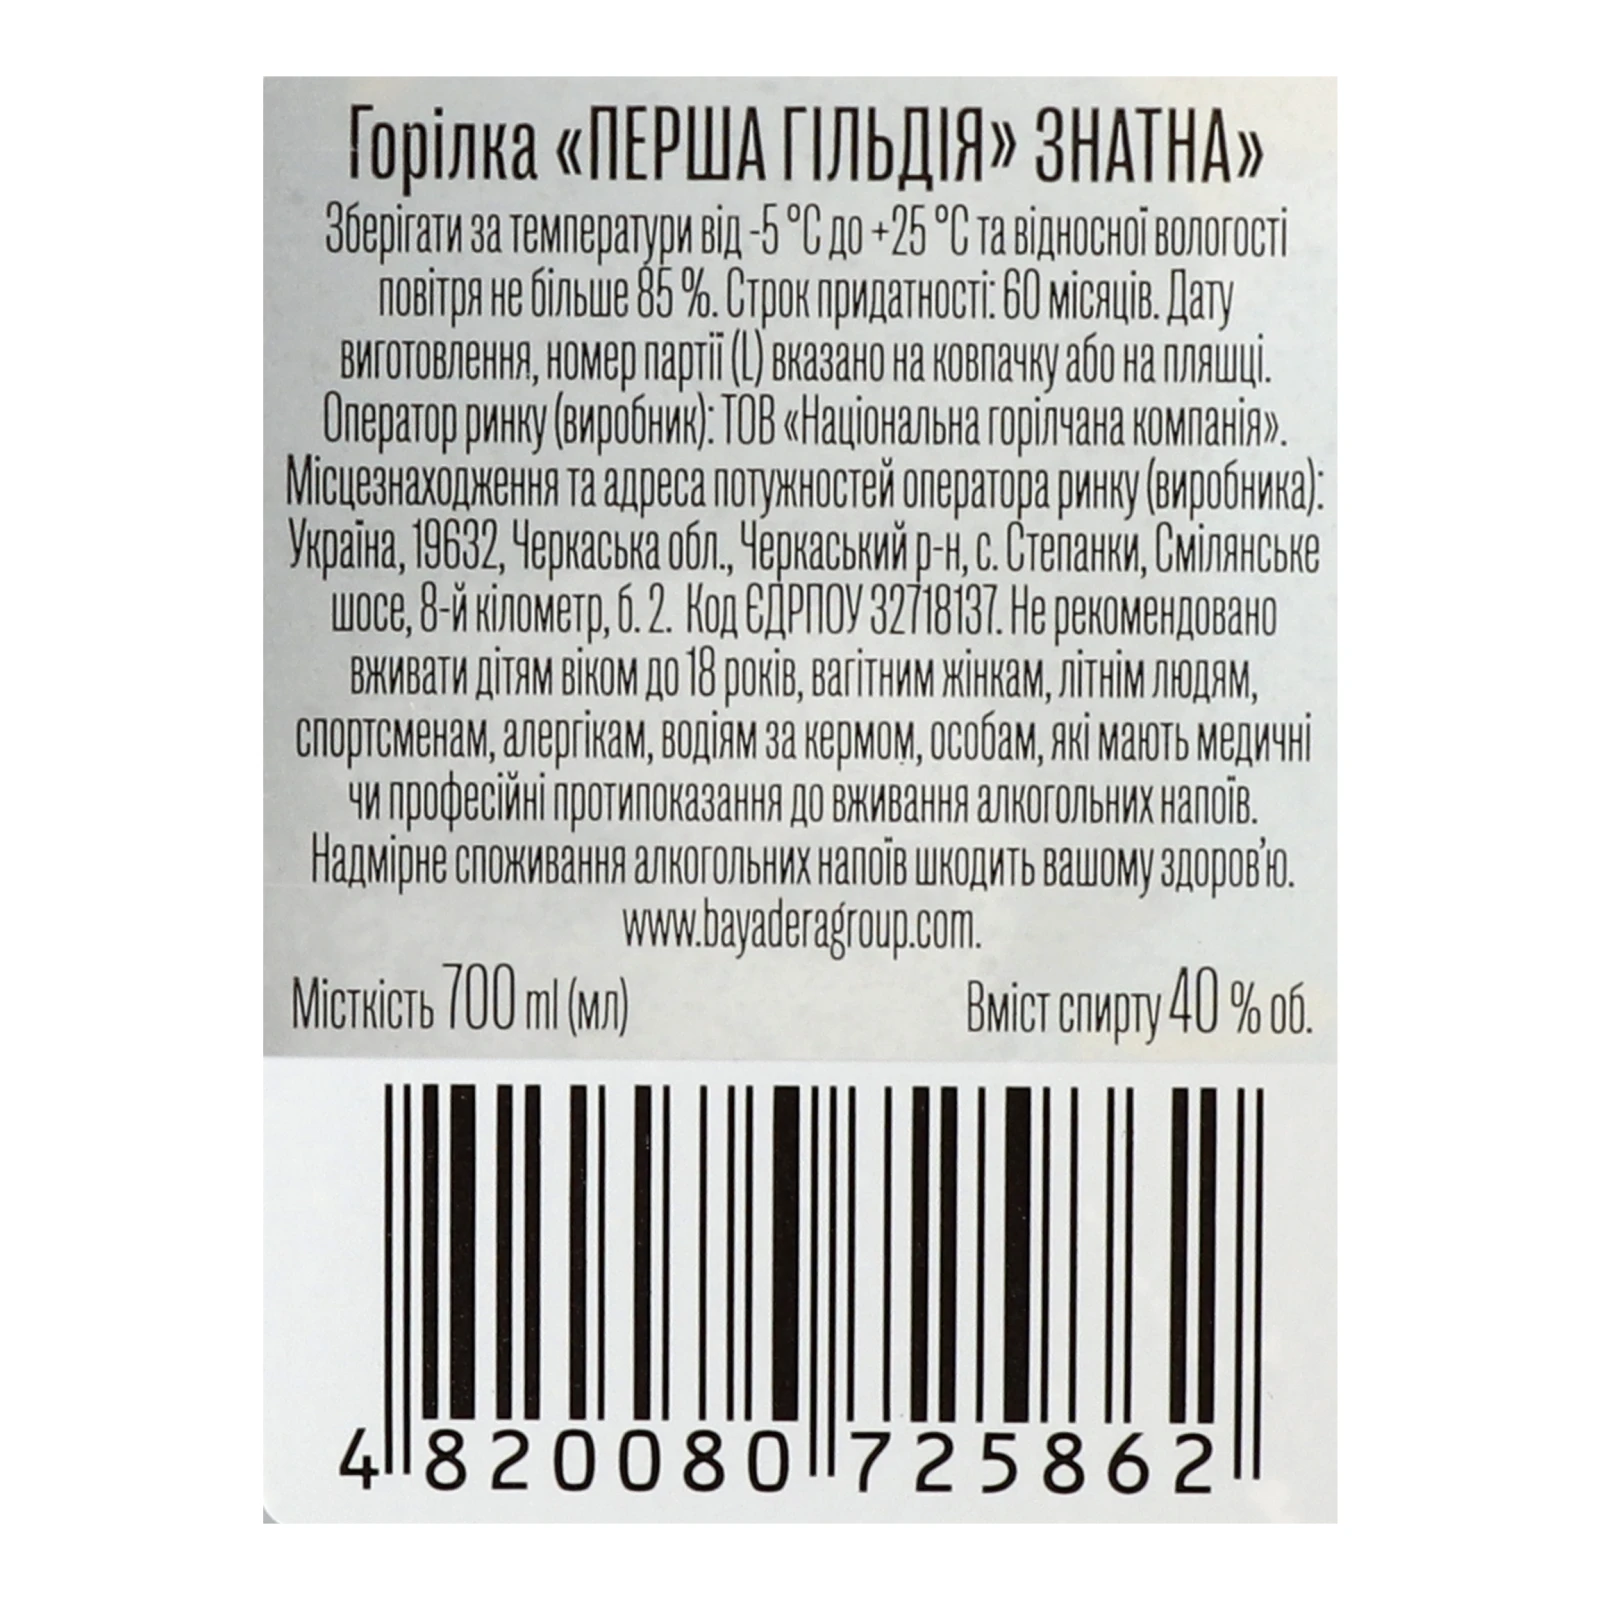 Горілка «ПЕРША ГІЛЬДІЯ» ЗНАТНА»
Зберігати за температури від -5 °С до +25 °С та відносної вологості
повітря не більше 85 %. Строк придатності: 60 місяців. Дату
виготовлення, номер партії (L) вказано на ковпачку або на пляшці.
Оператор ринку (виробник): ТОВ «Національна горілчана компанія».
Місцезнаходження та адреса потужностей оператора ринку (виробника):
Україна, 19632, Черкаська обл., Черкаський р-н, с. Степанки, Смілянське
шосе, 8-й кілометр, б. 2. Код ЄДРПОУ 32718137. Не рекомендовано
вживати дітям віком до 18 років, вагітним жінкам, літнім людям,
спортсменам, алергікам, водіям за кермом, особам, які мають медичні
чи професійні протипоказання до вживання алкогольних напоїв.
Надмірне споживання алкогольних напоїв шкодить вашому здоров'ю.
www.bayaderagroup.com.
Місткість 700 ml (мл) Вміст спирту 40 % об.
4 820080 725862